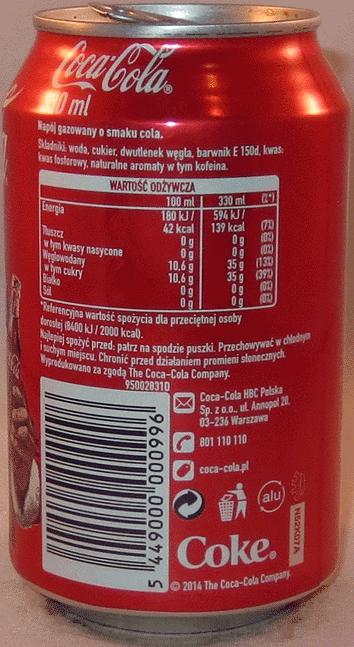 Coca-Cola®
330 ml
Napój gazowany o smaku cola.
Składniki: woda, cukier, dwutlenek węgla, barwnik E 150d, kwas:
kwas fosforowy, naturalne aromaty w tym kofeina.
WARTOŚĆ ODŻYWCZA
100 ml 330 ml (%*)
Energia 180 kJ / 594 kJ /
42 kcal 139 kcal (7%)
Tłuszcz 0 g 0 g (0%)
w tym kwasy nasycone 0 g 0 g (0%)
Węglowodany 10,6 g 35 g (13%)
w tym cukry 10,6 g 35 g (39%)
Białko 0 g 0 g (0%)
Sól 0 g 0 g (0%)
*Referencyjna wartość spożycia dla przeciętnej osoby
dorosłej (8400 kJ / 2000 kcal).
Najlepiej spożyć przed: patrz na spodzie puszki. Przechowywać w chłodnym
i suchym miejscu. Chronić przed działaniem promieni słonecznych.
Wyprodukowano za zgodą The Coca-Cola Company.
950028310
Coca-Cola HBC Polska
Sp. z o.o., ul. Annopol 20,
03-236 Warszawa
801 110 110
coca-cola.pl
alu
N52K07A
5 449000 000996
Coke®
© 2014 The Coca-Cola Company.